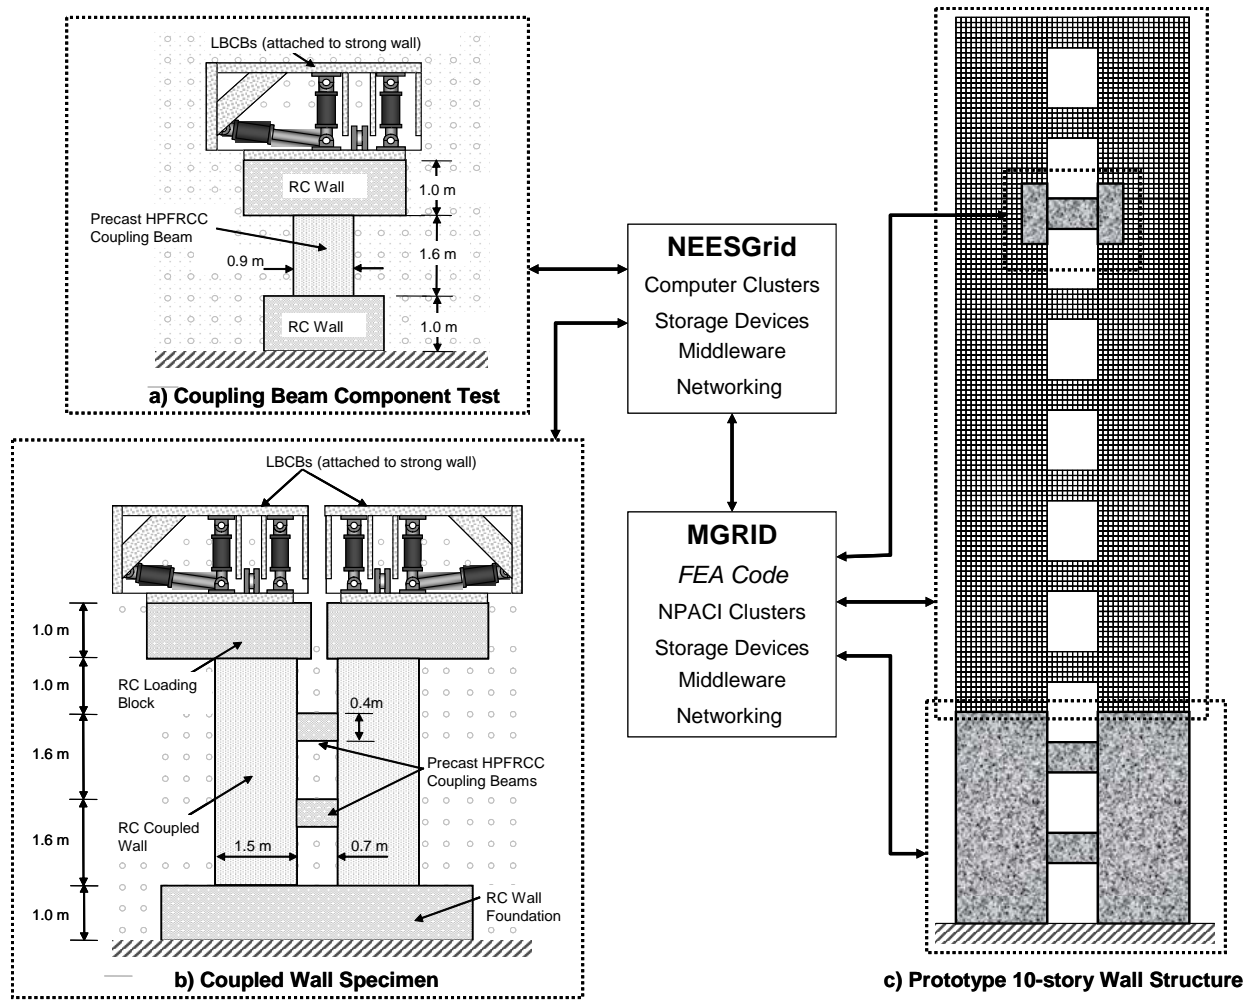 LBCBs (attached to strong wall)
RC Wall
1.0 m
Precast HPFRCC
Coupling Beam
0.9 m
1.6 m
RC Wall
1.0 m
a) Coupling Beam Component Test
NEESGrid
Computer Clusters
Storage Devices
Middleware
Networking
MGRID
FEA Code
NPACI Clusters
Storage Devices
Middleware
Networking
LBCBs (attached to strong wall)
1.0 m
RC Loading
Block
1.0 m
0.4m
1.6 m
Precast HPFRCC
Coupling Beams
RC Coupled
Wall
1.6 m
1.5 m
0.7 m
1.0 m
RC Wall
Foundation
b) Coupled Wall Specimen
c) Prototype 10-story Wall Structure